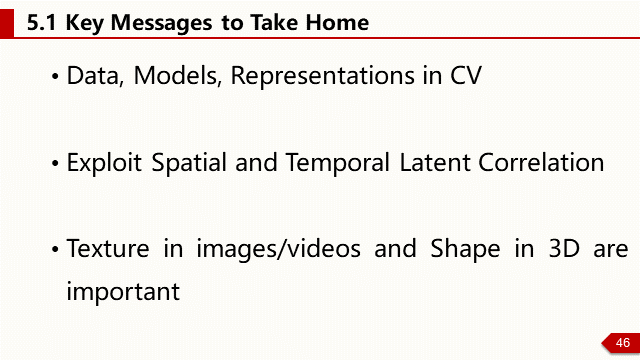 5.1 Key Messages to Take Home
• Data, Models, Representations in CV
• Exploit Spatial and Temporal Latent Correlation
• Texture in images/videos and Shape in 3D are
important
46